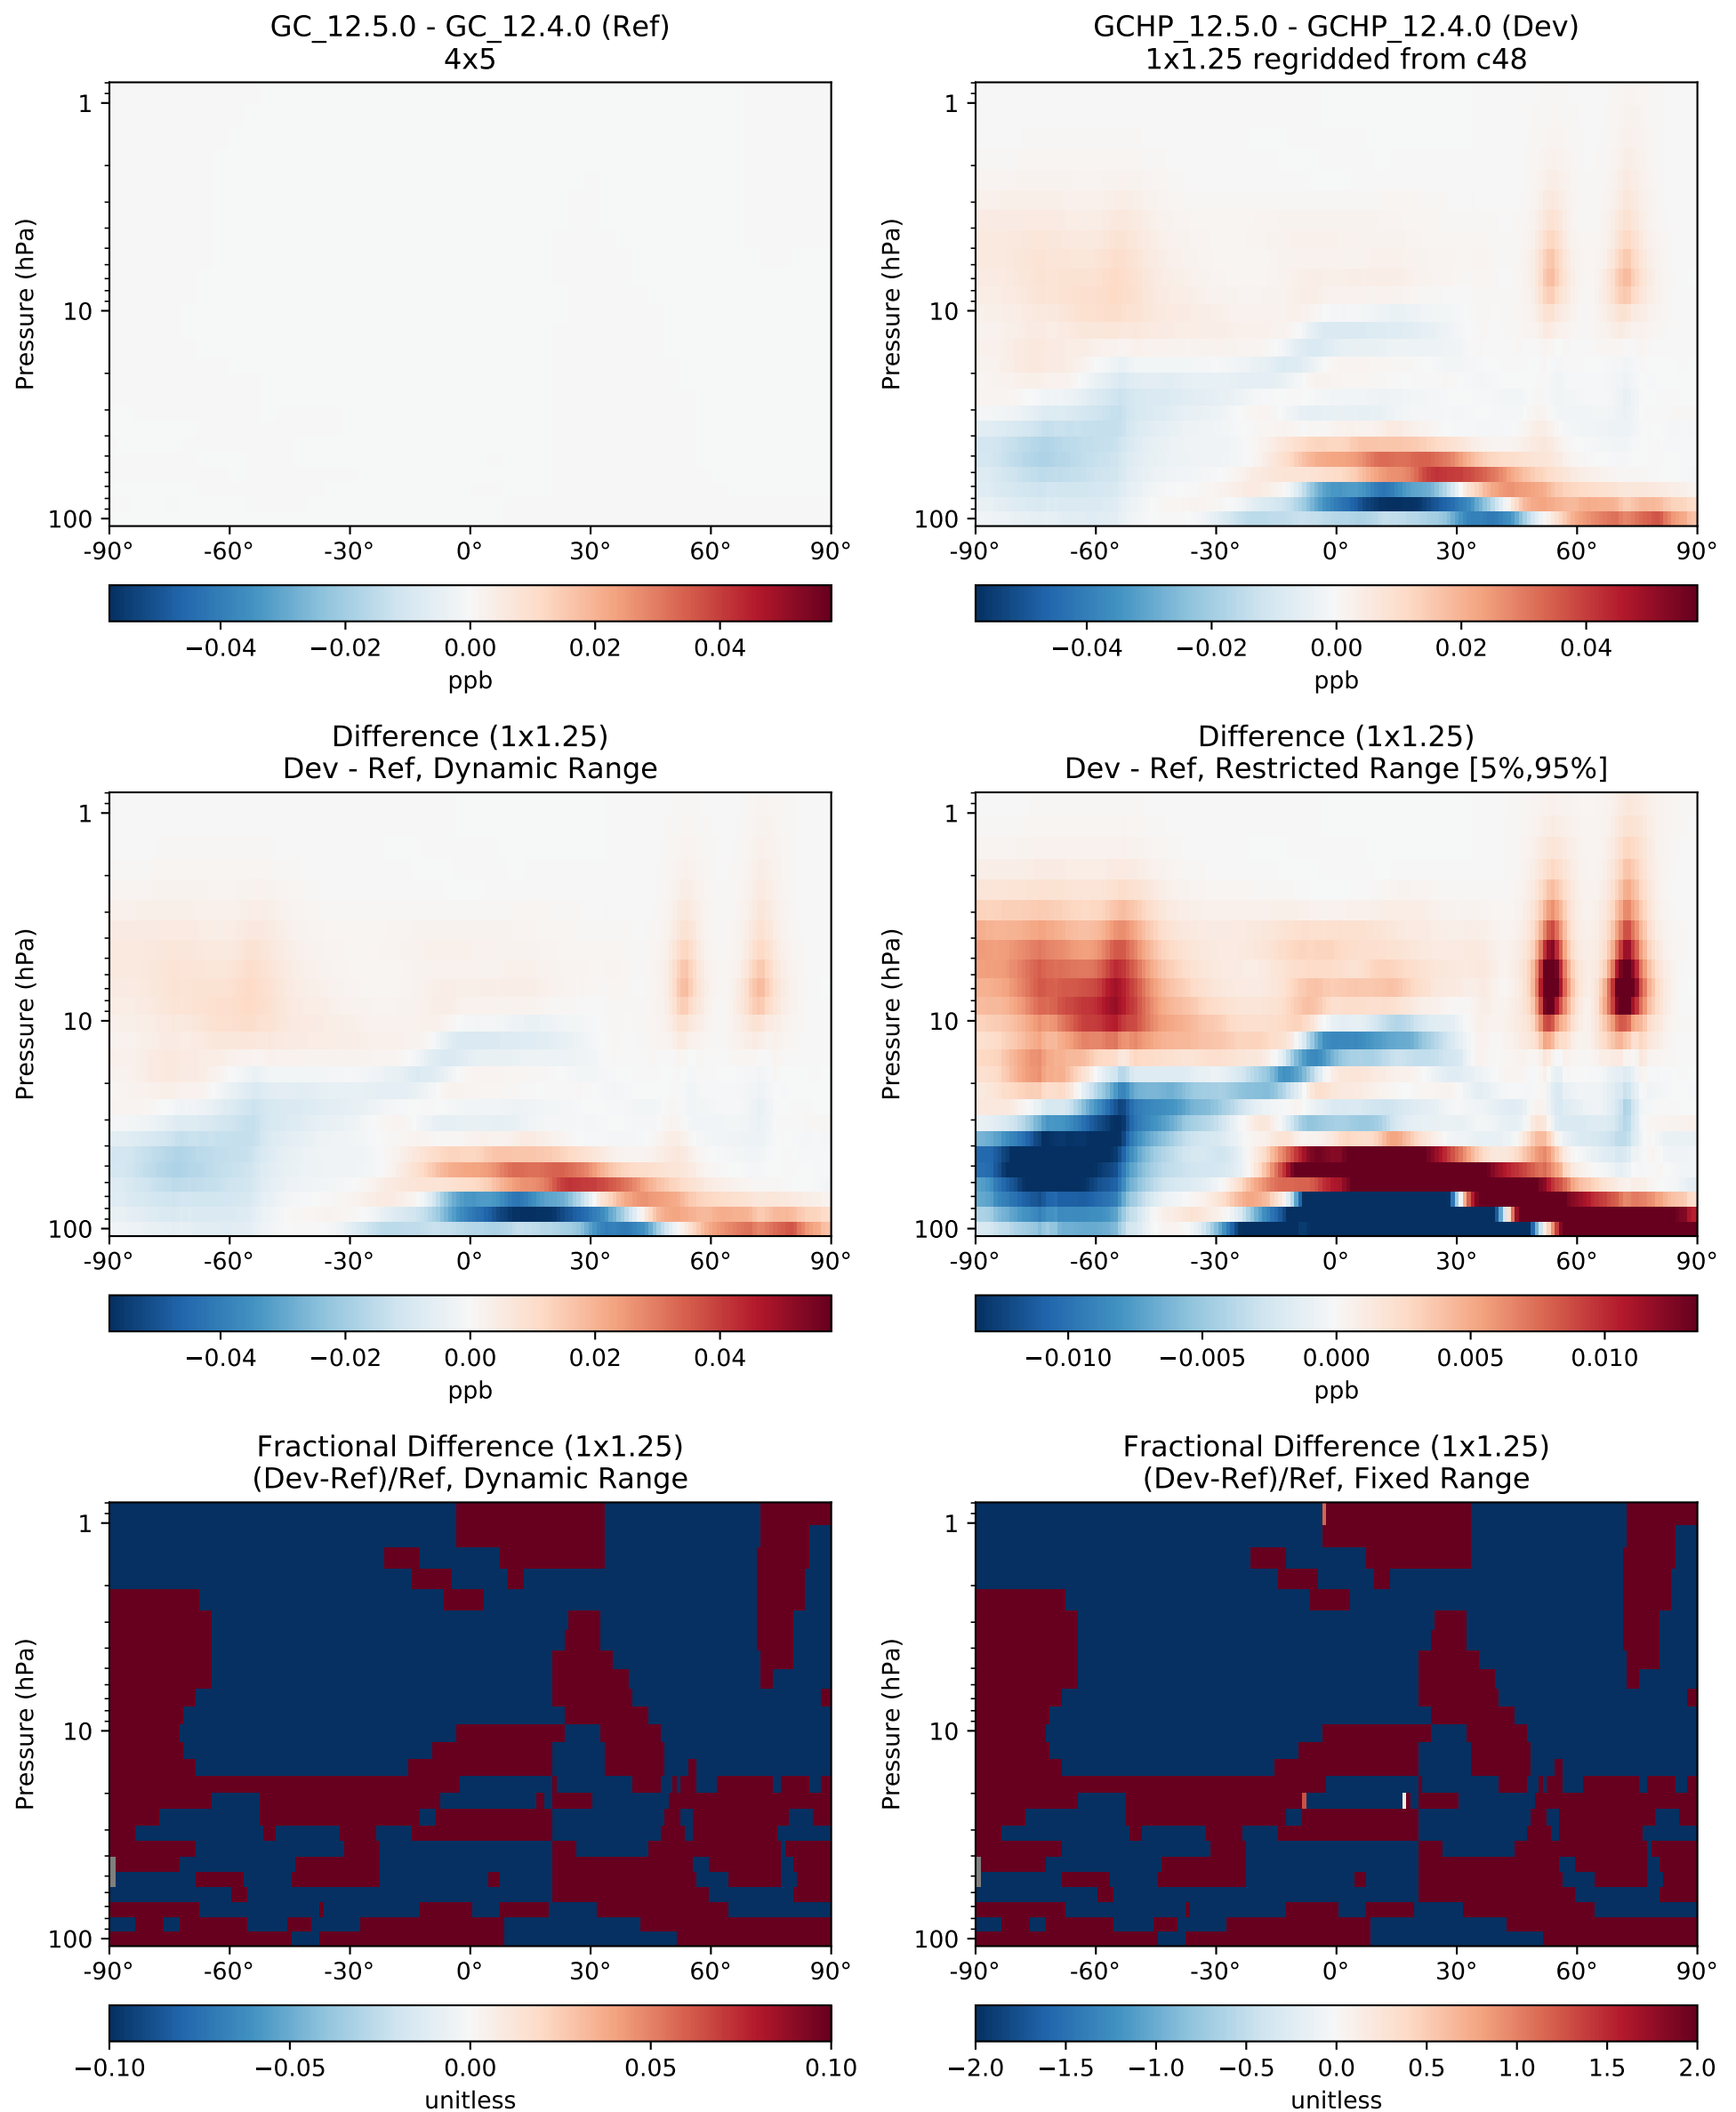 GC_12.5.0 - GC_12.4.0 (Ref)
4x5
GCHP_12.5.0 - GCHP_12.4.0 (Dev)
1x1.25 regridded from c48
Pressure (hPa)
1
10
100
-90° -60° -30° 0° 30° 60° 90°
−0.04 −0.02 0.00 0.02 0.04
ppb
Pressure (hPa)
1
10
100
-90° -60° -30° 0° 30° 60° 90°
−0.04 −0.02 0.00 0.02 0.04
ppb
Difference (1x1.25)
Dev - Ref, Dynamic Range
Pressure (hPa)
1
10
100
-90° -60° -30° 0° 30° 60° 90°
−0.04 −0.02 0.00 0.02 0.04
ppb
Difference (1x1.25)
Dev - Ref, Restricted Range [5%,95%]
Pressure (hPa)
1
10
100
-90° -60° -30° 0° 30° 60° 90°
−0.010 −0.005 0.000 0.005 0.010
ppb
Fractional Difference (1x1.25)
(Dev-Ref)/Ref, Dynamic Range
Pressure (hPa)
1
10
100
-90° -60° -30° 0° 30° 60° 90°
−0.10 −0.05 0.00 0.05 0.10
unitless
Fractional Difference (1x1.25)
(Dev-Ref)/Ref, Fixed Range
Pressure (hPa)
1
10
100
-90° -60° -30° 0° 30° 60° 90°
−2.0 −1.5 −1.0 −0.5 0.0 0.5 1.0 1.5 2.0
unitless